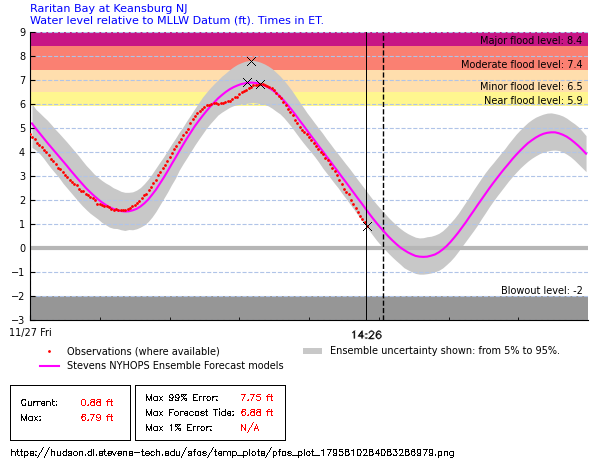 Raritan Bay at Keansburg NJ
Water level relative to MLLW Datum (ft). Times in ET.
9
8
7
6
5
4
3
2
1
0
−1
−2
−3
Major flood level: 8.4
Moderate flood level: 7.4
Minor flood level: 6.5
Near flood level: 5.9
Blowout level: -2
11/27 Fri
14:26
Observations (where available)
Stevens NYHOPS Ensemble Forecast models
Ensemble uncertainty shown: from 5% to 95%.
Current: 0.88 ft
Max: 6.79 ft
Max 99% Error: 7.75 ft
Max Forecast Tide: 6.88 ft
Max 1% Error: N/A
https://hudson.dl.stevens-tech.edu/sfas/temp_plots/pfas_plot_1795810284083286979.png